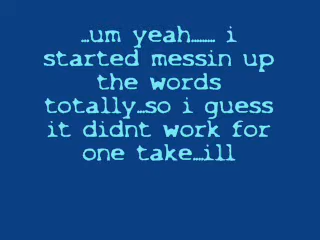 ...um yeah......... i
started messin up
the words
totally...so i guess
it didnt work for
one take....ill